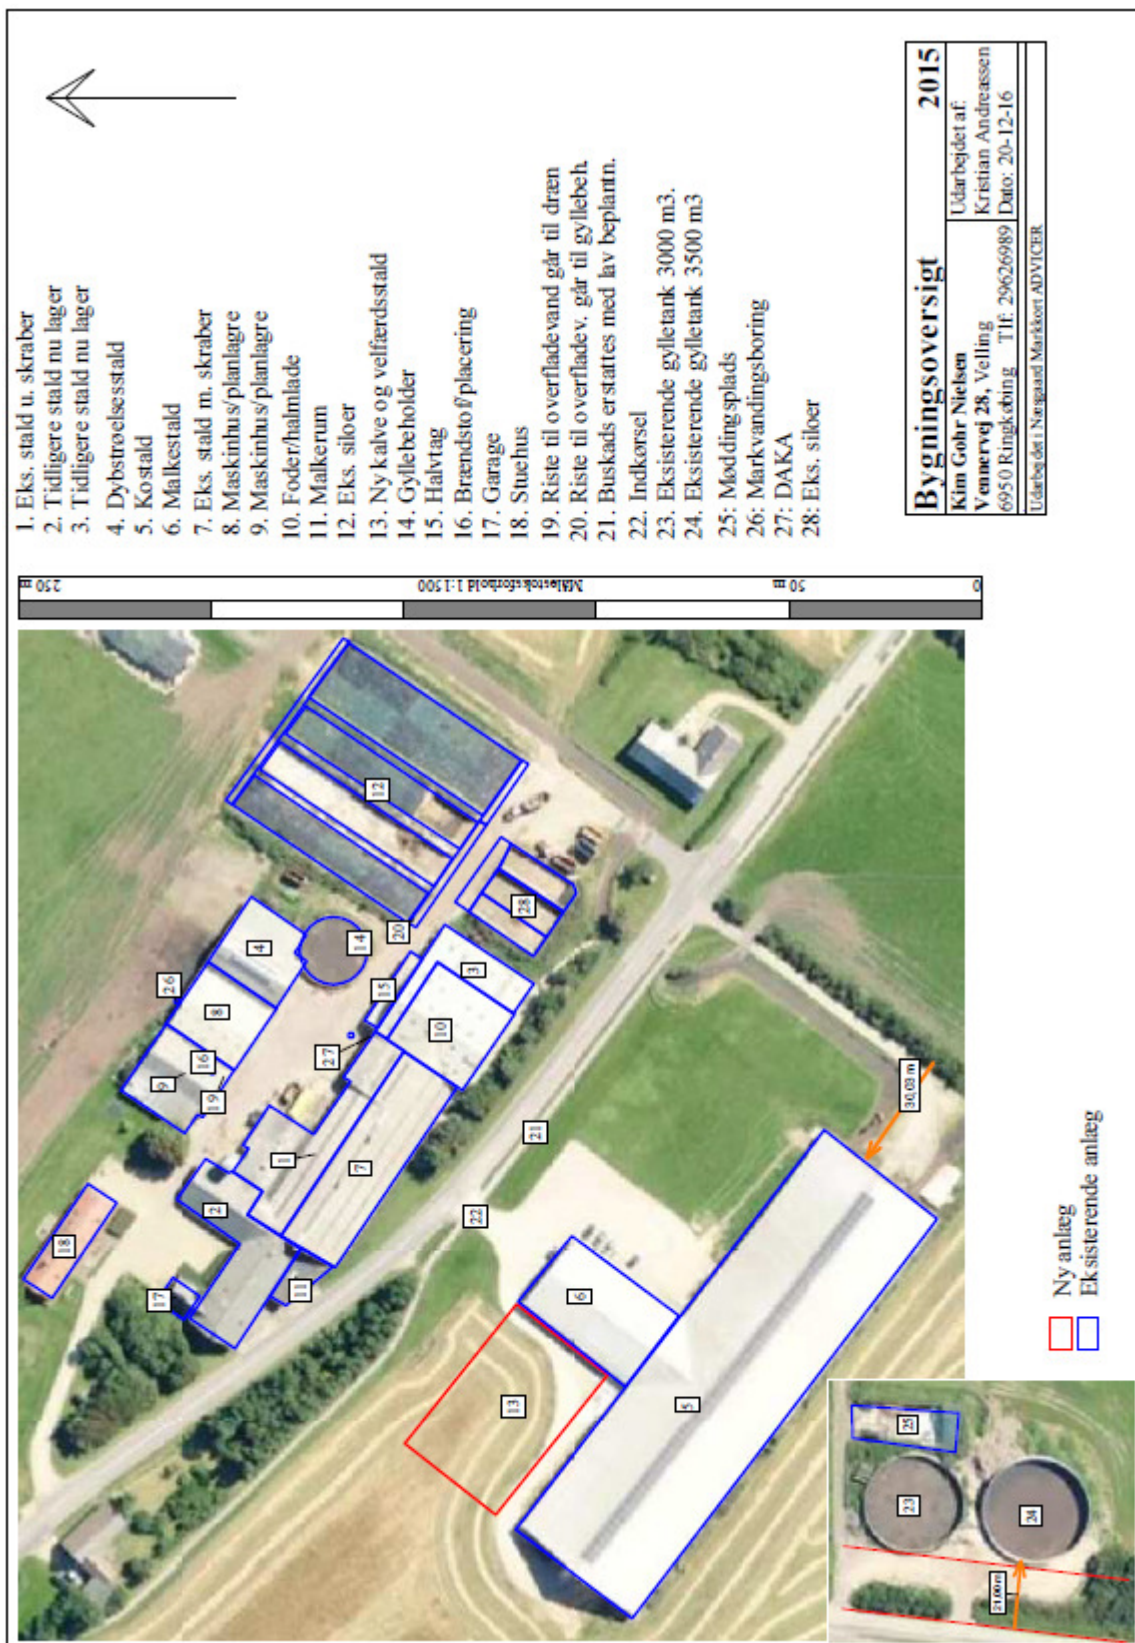 1. Eks. stald u. skraber
2. Tidligere stald nu lager
3. Tidligere stald nu lager
4. Dybstrøelsesstald
5. Kostald
6. Malkestald
7. Eks. stald m. skraber
8. Maskinhus/planlagre
9. Maskinhus/planlagre
10. Foder/halmlade
11. Malkerum
12. Eks. siloer
13. Ny kalve og velfærdsstald
14. Gyllebeholder
15. Halvtag
16. Brændstof/placering
17. Garage
18. Stuehus
19. Riste til overfladevand går til dræn
20. Riste til overfladev. går til gyllebeh.
21. Buskads erstattes med lav beplantn.
22. Indkørsel
23. Eksisterende gylletank 3000 m3.
24. Eksisterende gylletank 3500 m3
25: Møddingsplads
26: Markvandingsboring
27: DAKA
28: Eks. siloer
Bygningsoversigt 2015
Kim Gohr Nielsen
Vennervej 28, Velling
6950 Ringkøbing Tlf: 29626989
Udarbejdet af:
Kristian Andreassen
Dato: 20-12-16
Udarbejdet i Næsgaard Markkort ADVICER
250 m
Målestoksforhold 1:1500
50 m
0
18
17
2
11
9
16
19
8
26
4
14
1
7
27
15
20
10
3
12
28
22
21
6
13
5
30,03 m
23
25
24
21.00 m
Ny anlæg
Eksisterende anlæg